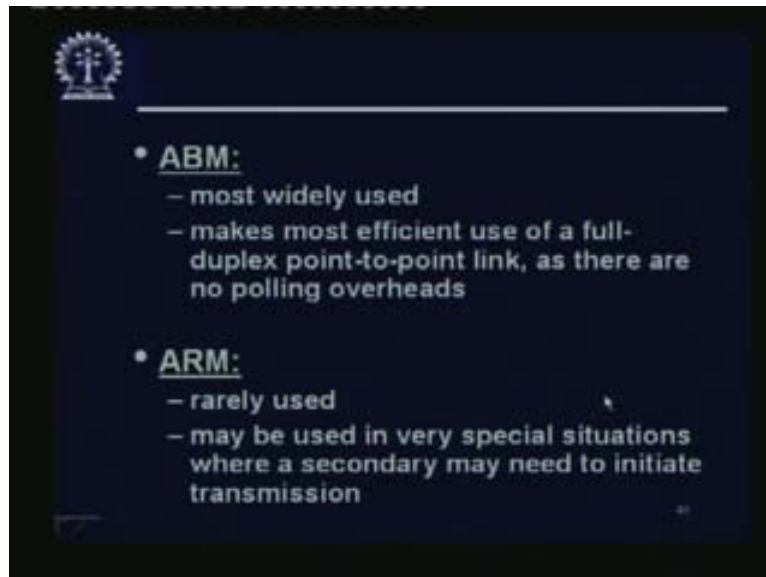 • ABM:
– most widely used
– makes most efficient use of a full-
duplex point-to-point link, as there are
no polling overheads
• ARM:
– rarely used
– may be used in very special situations
where a secondary may need to initiate
transmission